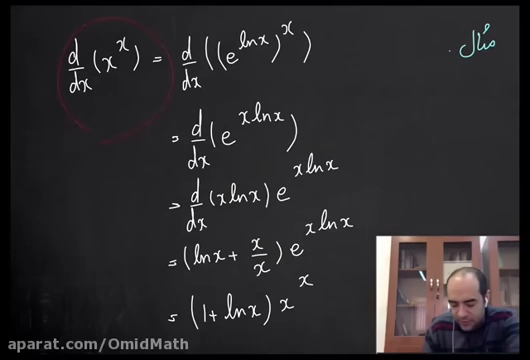 مثال.
d/dx (x^x) = d/dx ((e^{ln x})^x)
= d/dx (e^{x ln x})
= d/dx (x ln x) e^{x ln x}
= (ln x + x/x) e^{x ln x}
= (1 + ln x) x^x
aparat.com/OmidMath